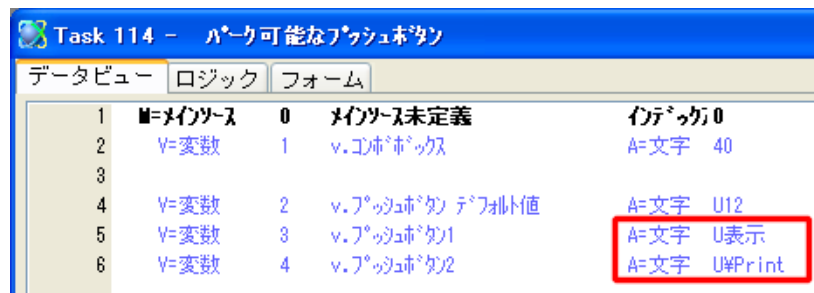 Task 114 - ﾊﾟｰｸ可能なﾌﾟｯｼｭﾎﾞﾀﾝ
データビュー ロジック フォーム
1 M=ﾒｲﾝｿｰｽ 0 ﾒｲﾝｿｰｽ未定義 ｲﾝﾃﾞｯｸ 0
2 V=変数 1 v.ｺﾝﾎﾞﾎﾞｯｸｽ A=文字 40
3
4 V=変数 2 v.ﾌﾟｯｼｭﾎﾞﾀﾝ ﾃﾞﾌｫﾙﾄ値 A=文字 U12
5 V=変数 3 v.ﾌﾟｯｼｭﾎﾞﾀﾝ1 A=文字 U表示
6 V=変数 4 v.ﾌﾟｯｼｭﾎﾞﾀﾝ2 A=文字 U¥Print